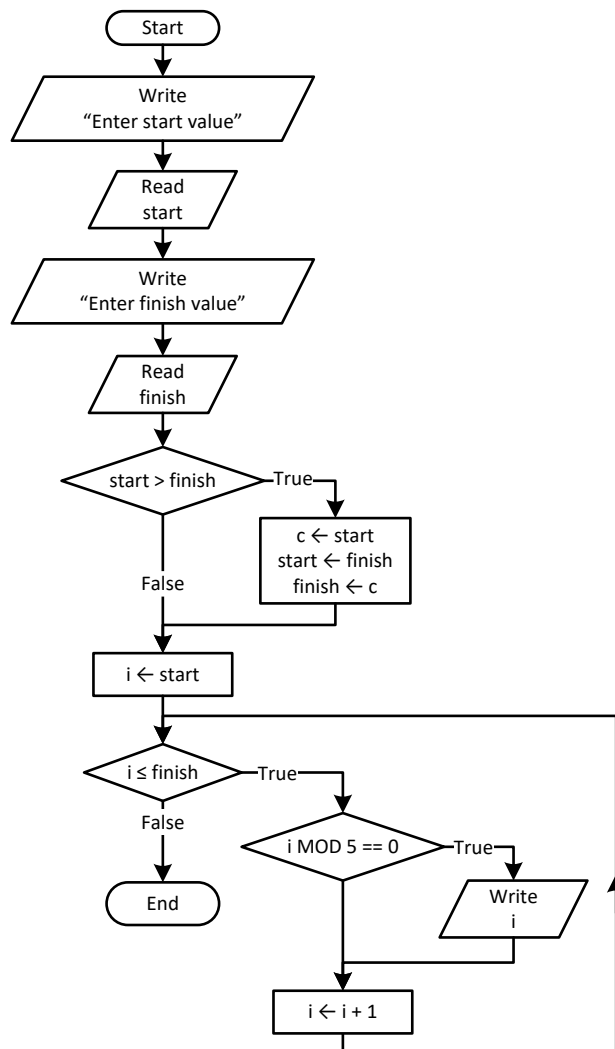 Start
Write
“Enter start value”
Read
start
Write
“Enter finish value”
Read
finish
start > finish
True
c ← start
start ← finish
finish ← c
False
i ← start
i ≤ finish
True
False
i MOD 5 == 0
True
End
Write
i
i ← i + 1